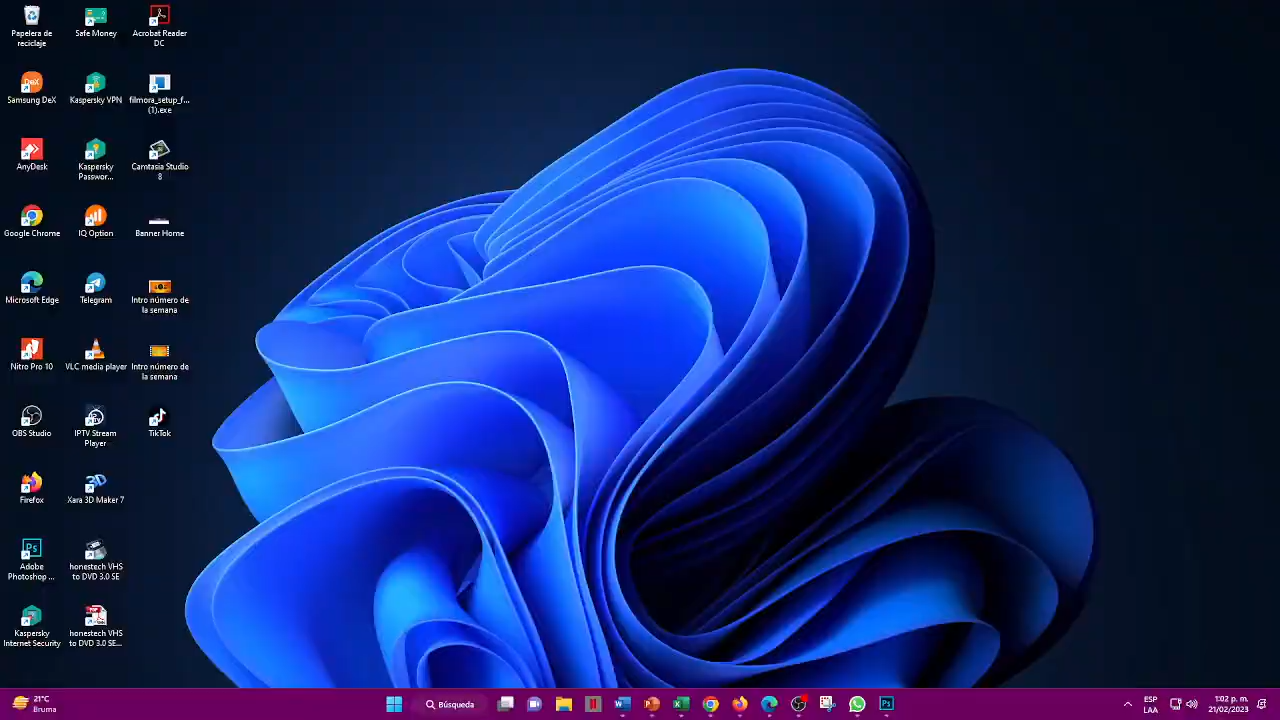 Papelera de
reciclaje
Safe Money
Acrobat Reader
DC
Samsung DeX
Kaspersky VPN
filmora_setup_f...
(1).exe
AnyDesk
Kaspersky
Passwor...
Camtasia Studio
8
Google Chrome
IQ Option
Banner Home
Microsoft Edge
Telegram
Intro número de
la semana
Nitro Pro 10
VLC media player
Intro número de
la semana
OBS Studio
IPTV Stream
Player
TikTok
Firefox
Xara 3D Maker 7
Adobe
Photoshop ...
honestech VHS
to DVD 3.0 SE
Kaspersky
Internet Security
honestech VHS
to DVD 3.0 SE...
21°C
Bruma
Búsqueda
ESP
LAA
1:02 p. m.
21/02/2023